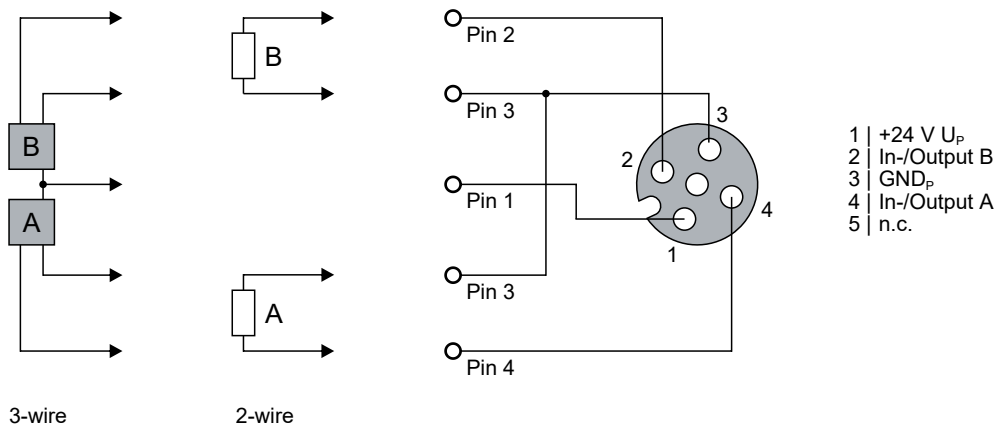 Pin 2
B
Pin 3
3
B
2
1 | +24 V Uₚ
2 | In-/Output B
3 | GNDₚ
4 | In-/Output A
5 | n.c.
Pin 1
A
4
1
Pin 3
A
Pin 4
3-wire
2-wire